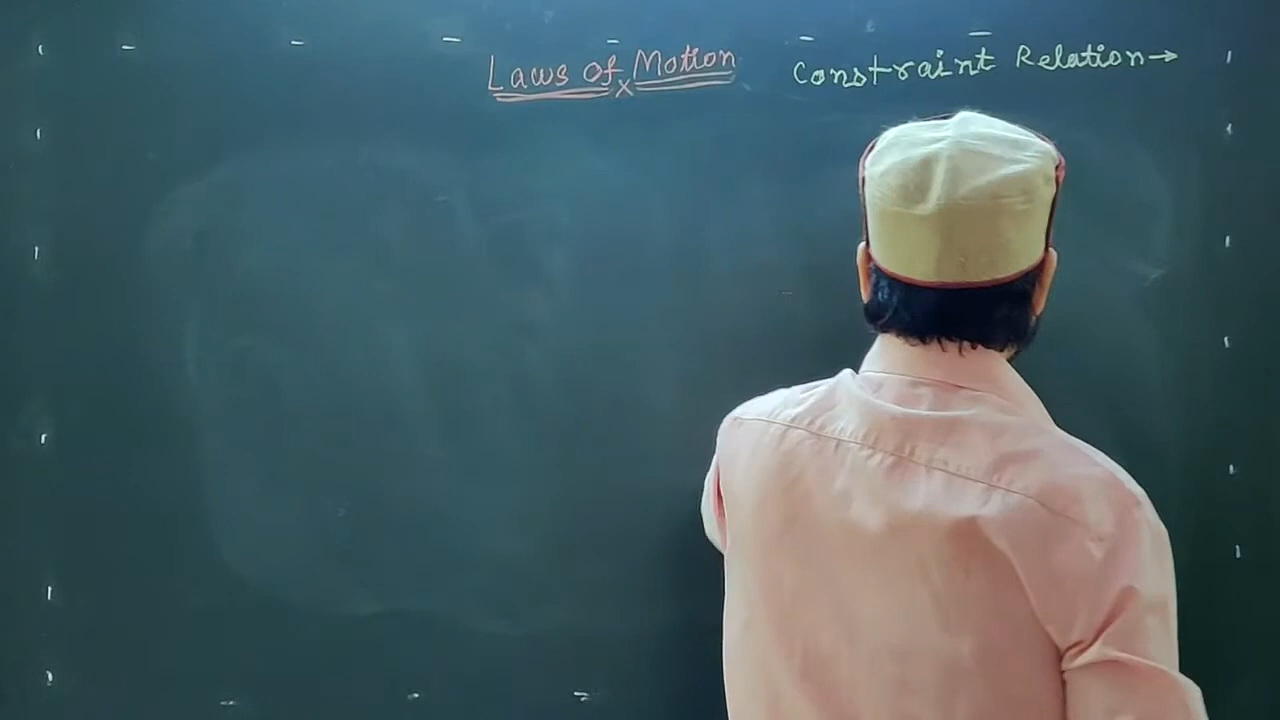 Laws of Motion
x
Constraint Relation→